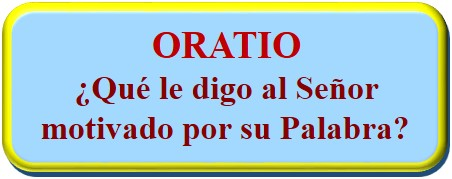 ORATIO
¿Qué le digo al Señor
motivado por su Palabra?